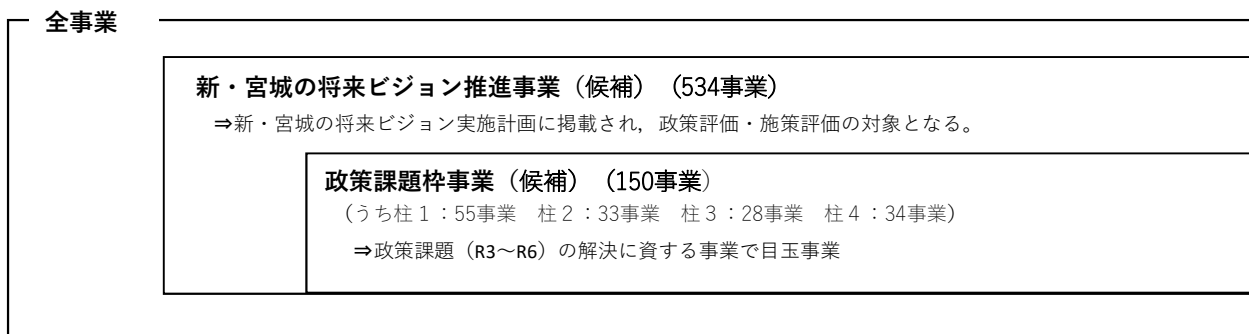 全事業
新・宮城の将来ビジョン推進事業（候補）（534事業）
⇒新・宮城の将来ビジョン実施計画に掲載され，政策評価・施策評価の対象となる。
政策課題枠事業（候補）（150事業）
（うち柱１：55事業　柱２：33事業　柱３：28事業　柱４：34事業）
⇒政策課題（R3～R6）の解決に資する事業で目玉事業